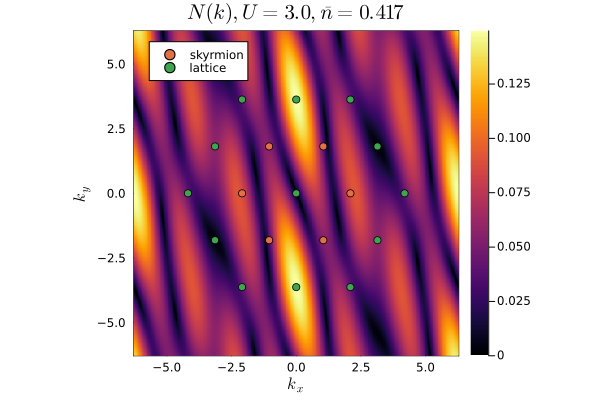 N(k), U = 3.0, n̄ = 0.417
skyrmion
lattice
5.0
2.5
0.0
−2.5
−5.0
k_y
−5.0 −2.5 0.0 2.5 5.0
k_x
0.125
0.100
0.075
0.050
0.025
0